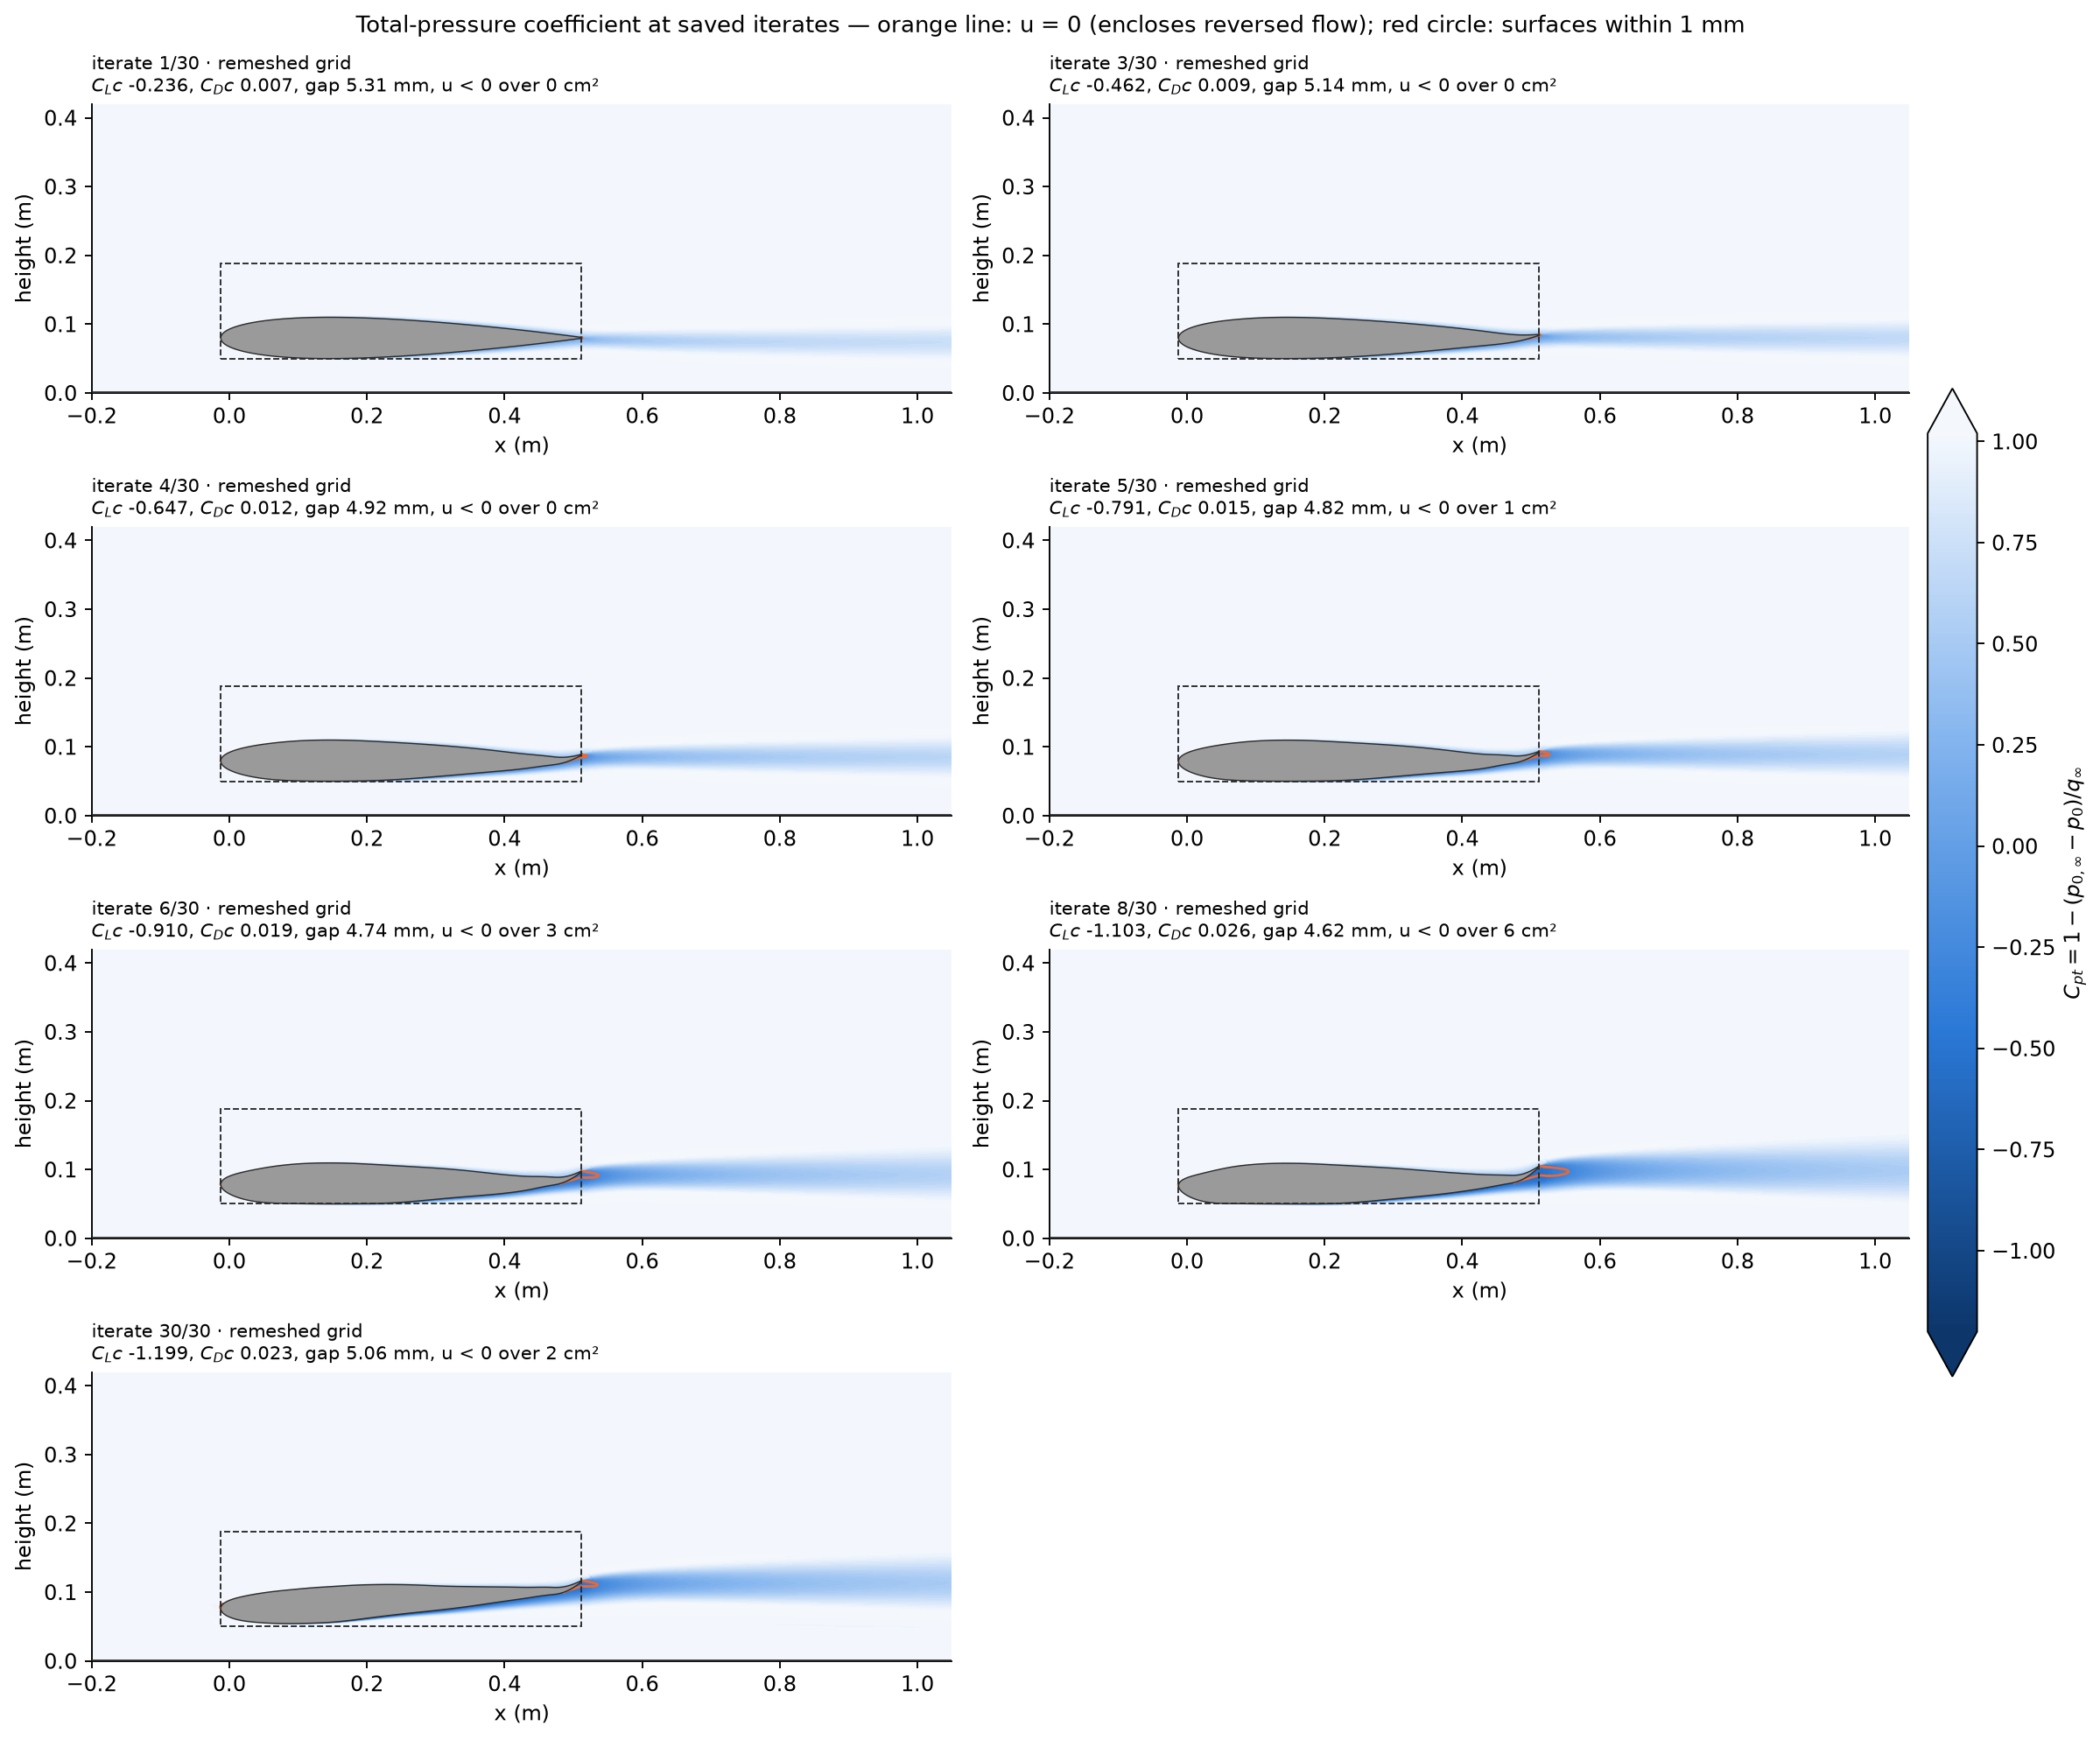 Total-pressure coefficient at saved iterates — orange line: u = 0 (encloses reversed flow); red circle: surfaces within 1 mm
iterate 1/30 · remeshed grid
C_Lc -0.236, C_Dc 0.007, gap 5.31 mm, u < 0 over 0 cm²
0.4
0.3
0.2
0.1
0.0
height (m)
−0.2 0.0 0.2 0.4 0.6 0.8 1.0
x (m)
iterate 3/30 · remeshed grid
C_Lc -0.462, C_Dc 0.009, gap 5.14 mm, u < 0 over 0 cm²
0.4
0.3
0.2
0.1
0.0
height (m)
−0.2 0.0 0.2 0.4 0.6 0.8 1.0
x (m)
iterate 4/30 · remeshed grid
C_Lc -0.647, C_Dc 0.012, gap 4.92 mm, u < 0 over 0 cm²
0.4
0.3
0.2
0.1
0.0
height (m)
−0.2 0.0 0.2 0.4 0.6 0.8 1.0
x (m)
iterate 5/30 · remeshed grid
C_Lc -0.791, C_Dc 0.015, gap 4.82 mm, u < 0 over 1 cm²
0.4
0.3
0.2
0.1
0.0
height (m)
−0.2 0.0 0.2 0.4 0.6 0.8 1.0
x (m)
iterate 6/30 · remeshed grid
C_Lc -0.910, C_Dc 0.019, gap 4.74 mm, u < 0 over 3 cm²
0.4
0.3
0.2
0.1
0.0
height (m)
−0.2 0.0 0.2 0.4 0.6 0.8 1.0
x (m)
iterate 8/30 · remeshed grid
C_Lc -1.103, C_Dc 0.026, gap 4.62 mm, u < 0 over 6 cm²
0.4
0.3
0.2
0.1
0.0
height (m)
−0.2 0.0 0.2 0.4 0.6 0.8 1.0
x (m)
iterate 30/30 · remeshed grid
C_Lc -1.199, C_Dc 0.023, gap 5.06 mm, u < 0 over 2 cm²
0.4
0.3
0.2
0.1
0.0
height (m)
−0.2 0.0 0.2 0.4 0.6 0.8 1.0
x (m)
1.00
0.75
0.50
0.25
0.00
−0.25
−0.50
−0.75
−1.00
C_pt = 1 − (p_0,∞ − p_0)/q_∞